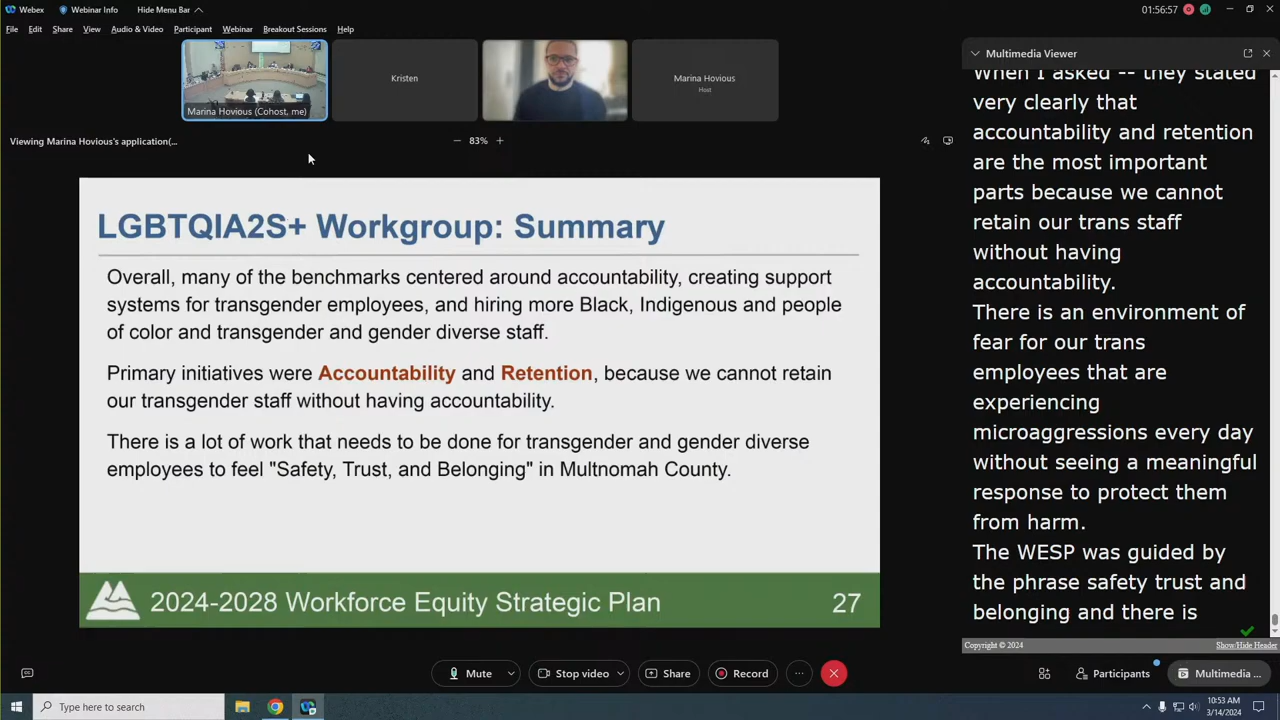 Webex
Webinar Info
Hide Menu Bar
01:56:57
File Edit Share View Audio & Video Participant Webinar Breakout Sessions Help
Marina Hovious (Cohost, me)
Kristen
Marina Hovious
Host
Viewing Marina Hovious's application(...
83%
LGBTQIA2S+ Workgroup: Summary
Overall, many of the benchmarks centered around accountability, creating support
systems for transgender employees, and hiring more Black, Indigenous and people
of color and transgender and gender diverse staff.
Primary initiatives were Accountability and Retention, because we cannot retain
our transgender staff without having accountability.
There is a lot of work that needs to be done for transgender and gender diverse
employees to feel "Safety, Trust, and Belonging" in Multnomah County.
2024-2028 Workforce Equity Strategic Plan
27
Multimedia Viewer
When I asked -- they stated
very clearly that
accountability and retention
are the most important
parts because we cannot
retain our trans staff
without having
accountability.
There is an environment of
fear for our trans
employees that are
experiencing
microaggressions every day
without seeing a meaningful
response to protect them
from harm.
The WESP was guided by
the phrase safety trust and
belonging and there is
Copyright © 2024
Show/Hide Header
Mute
Stop video
Share
Record
Participants
Multimedia ...
Type here to search
10:53 AM
3/14/2024